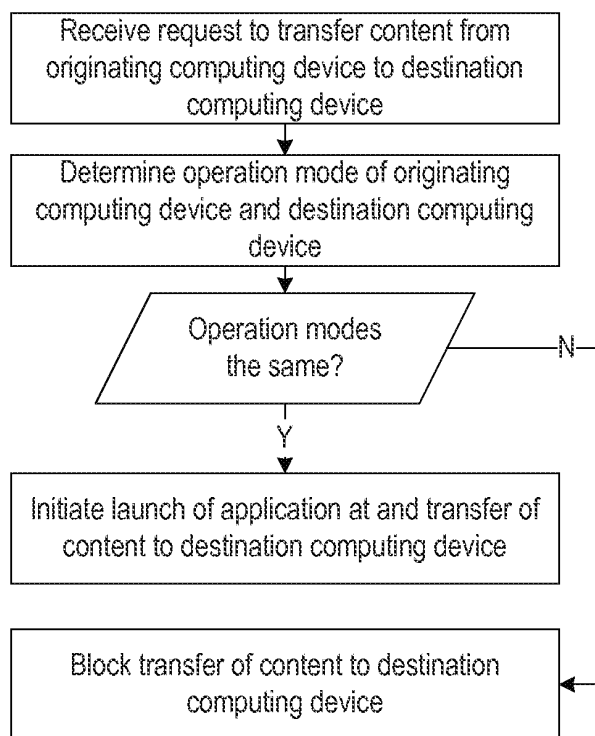 Receive request to transfer content from
originating computing device to destination
computing device
Determine operation mode of originating
computing device and destination computing
device
Operation modes
the same?
N
Y
Initiate launch of application at and transfer of
content to destination computing device
Block transfer of content to destination
computing device